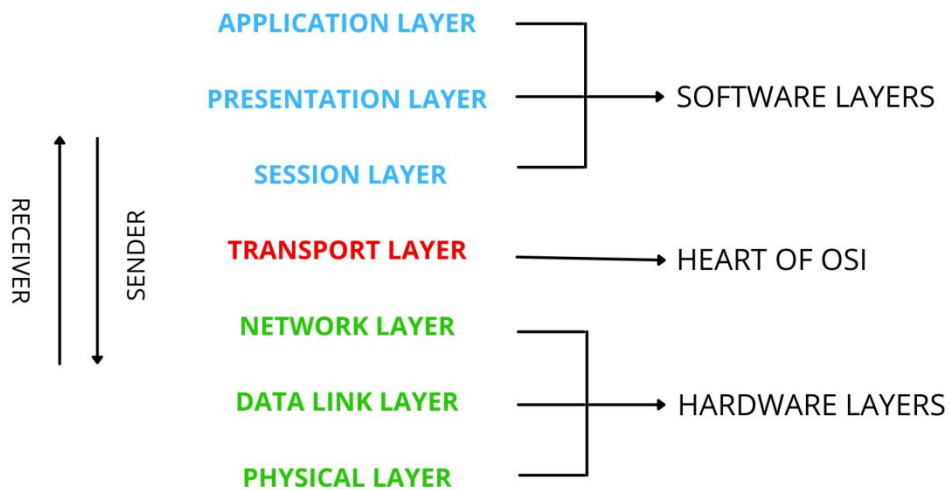 APPLICATION LAYER
PRESENTATION LAYER
SOFTWARE LAYERS
SESSION LAYER
RECEIVER
SENDER
TRANSPORT LAYER
HEART OF OSI
NETWORK LAYER
DATA LINK LAYER
HARDWARE LAYERS
PHYSICAL LAYER